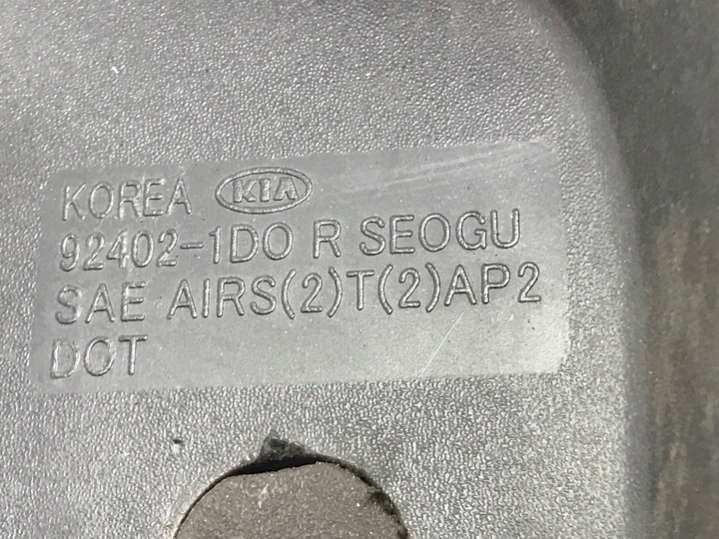 KOREA KIA
92402-1DO R SEOGU
SAE AIRS(2)T(2)AP2
DOT